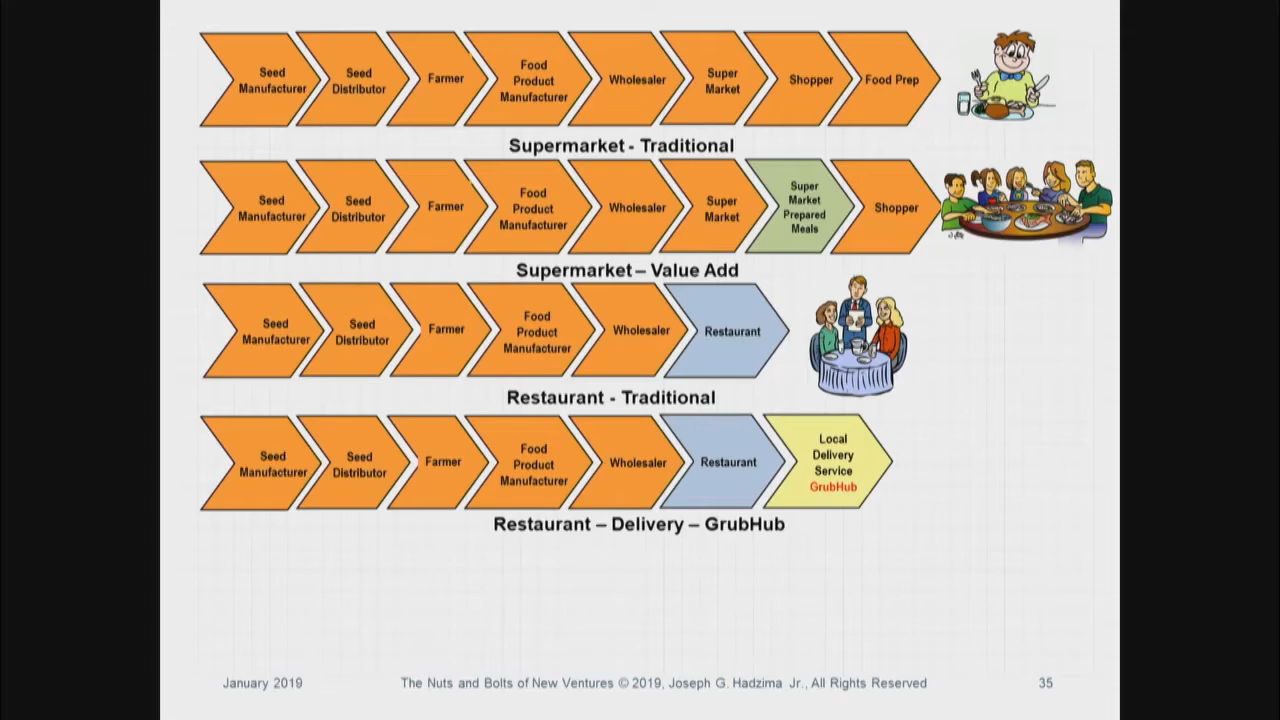 Seed
Manufacturer
Seed
Distributor
Farmer
Food
Product
Manufacturer
Wholesaler
Super
Market
Shopper
Food Prep
Supermarket - Traditional
Seed
Manufacturer
Seed
Distributor
Farmer
Food
Product
Manufacturer
Wholesaler
Super
Market
Super
Market
Prepared
Meals
Shopper
Supermarket – Value Add
Seed
Manufacturer
Seed
Distributor
Farmer
Food
Product
Manufacturer
Wholesaler
Restaurant
Restaurant - Traditional
Seed
Manufacturer
Seed
Distributor
Farmer
Food
Product
Manufacturer
Wholesaler
Restaurant
Local
Delivery
Service
GrubHub
Restaurant – Delivery – GrubHub
January 2019
The Nuts and Bolts of New Ventures © 2019, Joseph G. Hadzima Jr., All Rights Reserved
35